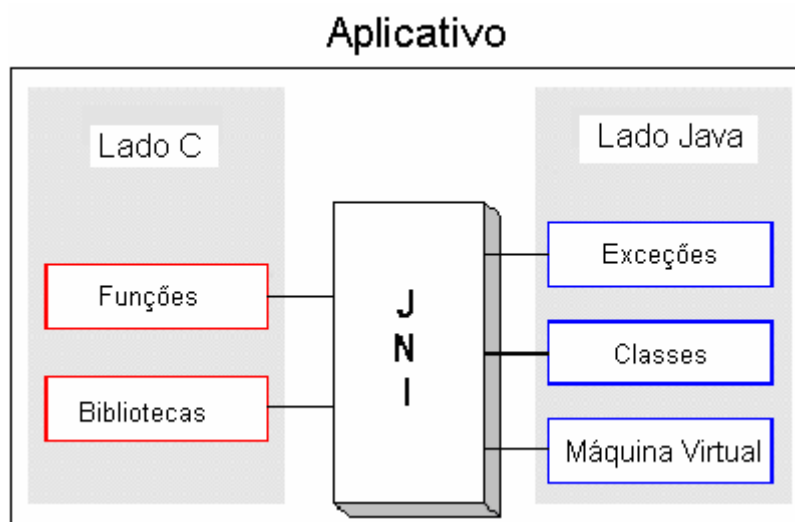 Aplicativo
Lado C
Lado Java
Funções
Bibliotecas
J
N
I
Exceções
Classes
Máquina Virtual